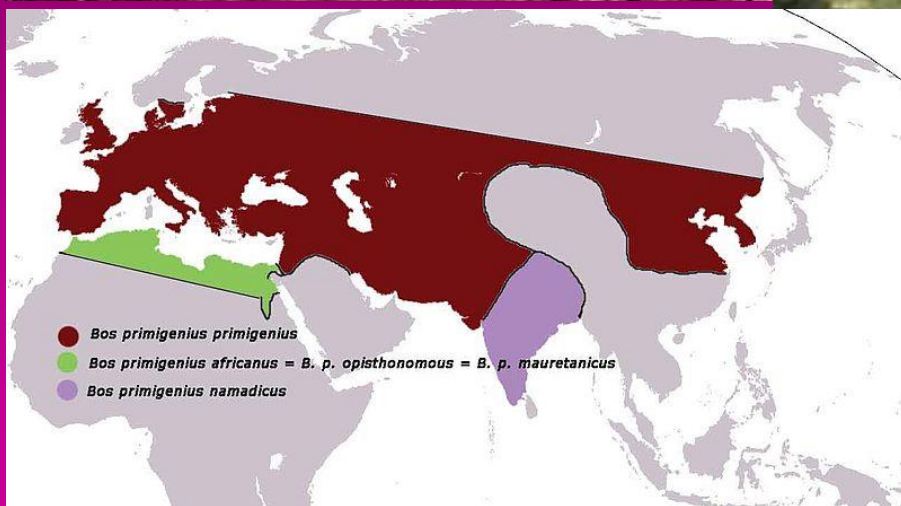 Bos primigenius primigenius
Bos primigenius africanus = B. p. opisthonomous = B. p. mauretanicus
Bos primigenius namadicus